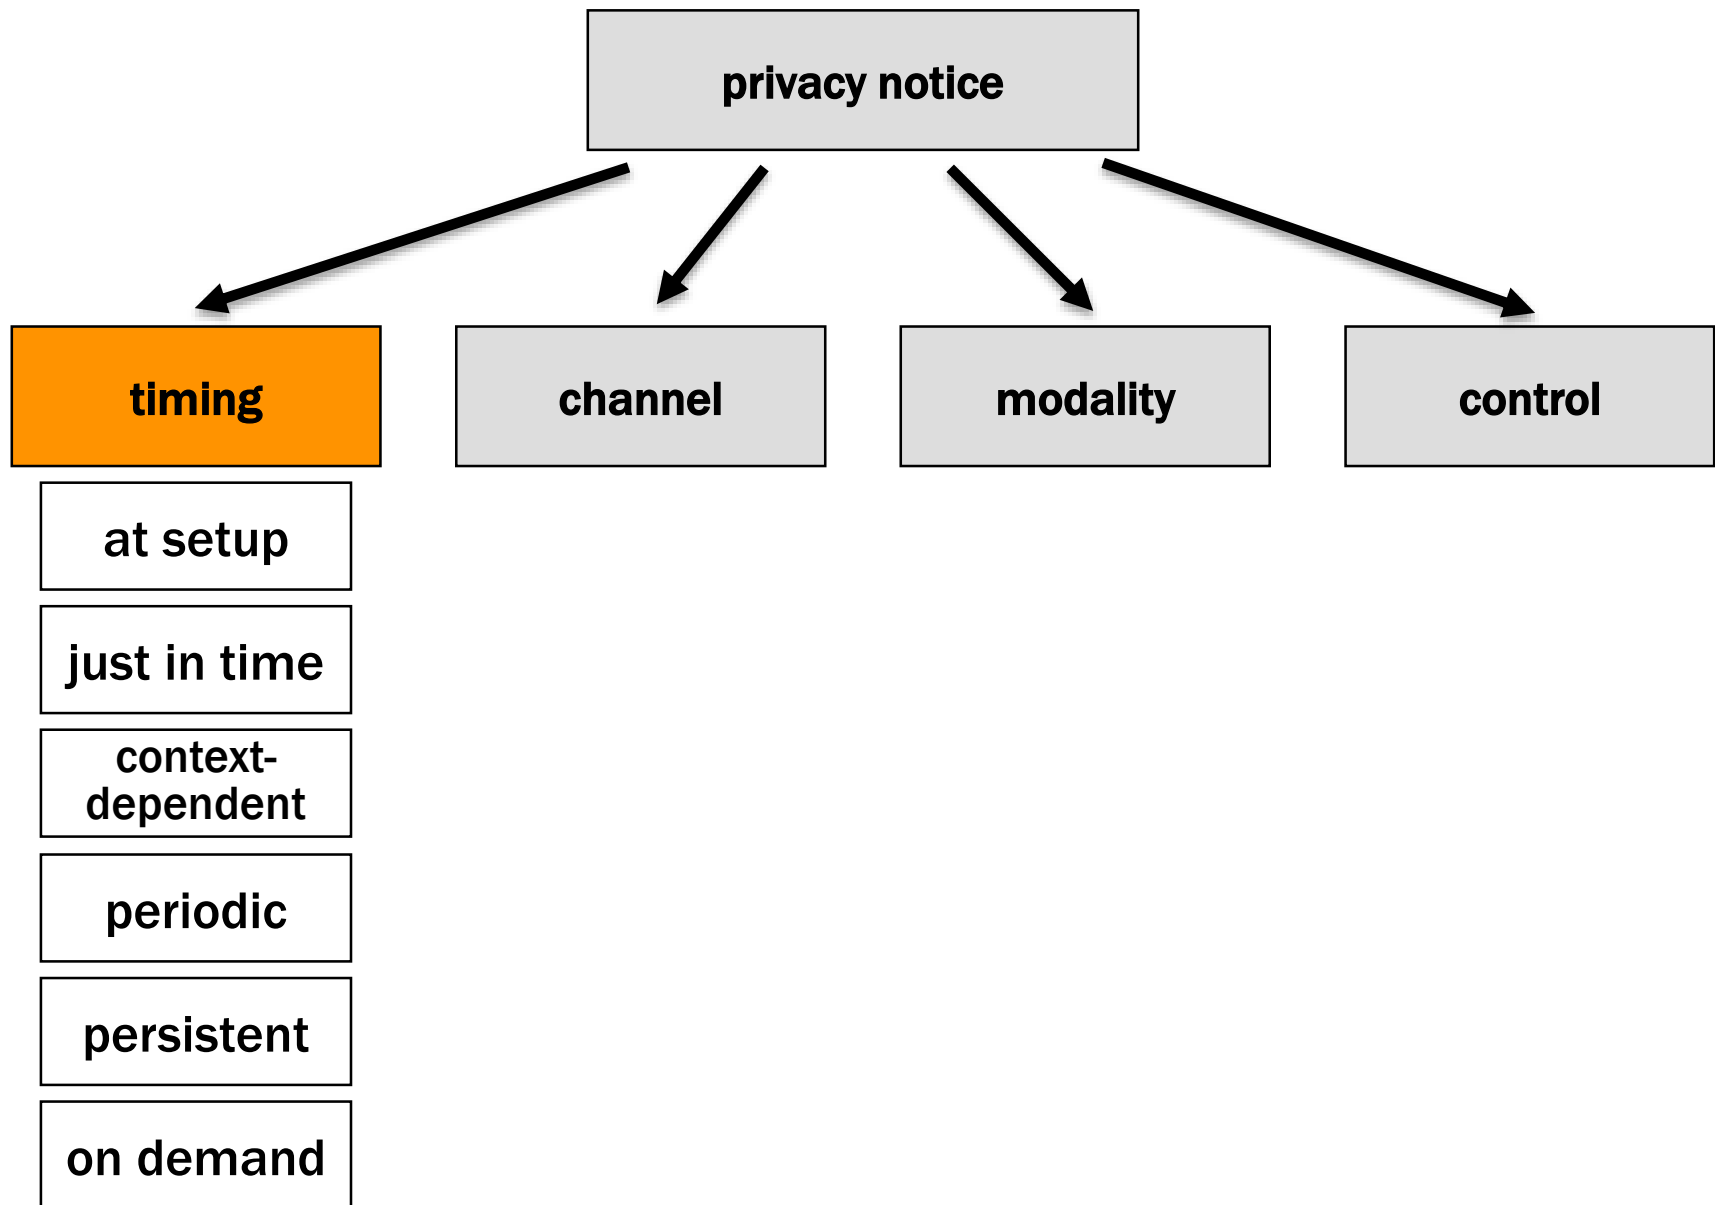 privacy notice
timing
channel
modality
control
at setup
just in time
context-
dependent
periodic
persistent
on demand